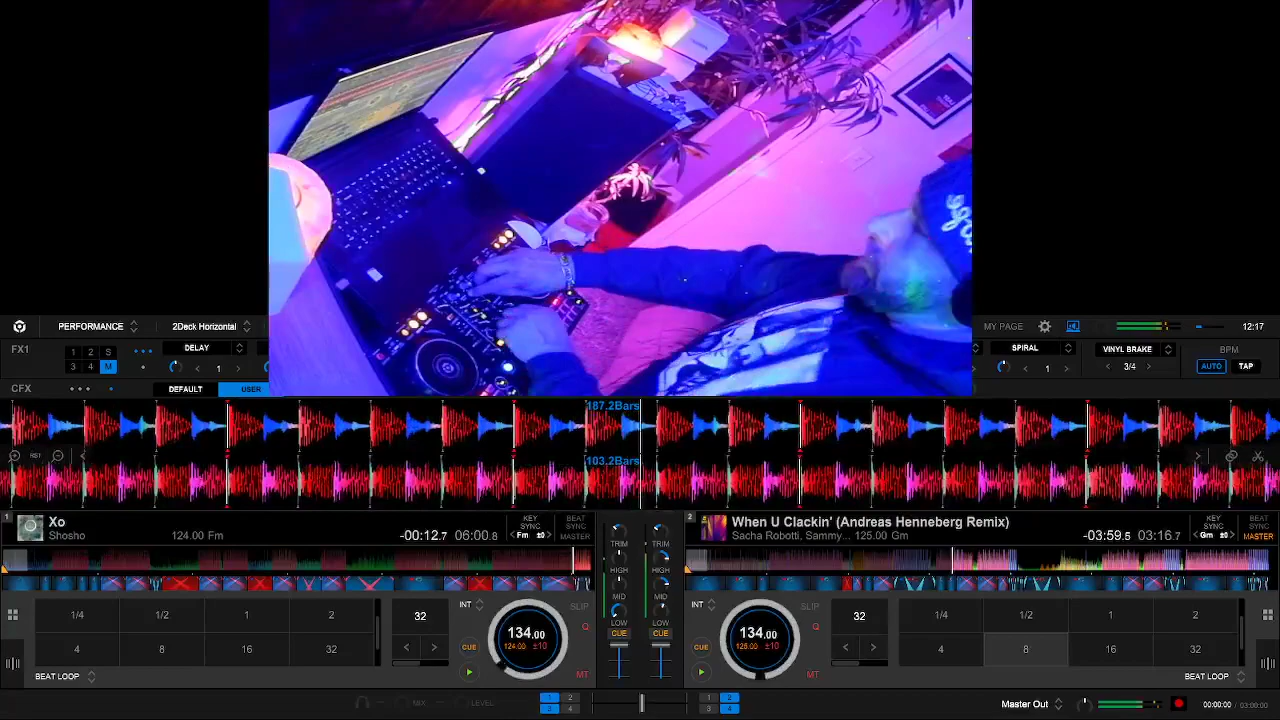 PERFORMANCE 2Deck Horizontal
MY PAGE 12:17
FX1 1 2 S DELAY
3 4 M 1
SPIRAL VINYL BRAKE BPM
1 3/4 AUTO TAP
CFX DEFAULT USER
187.2Bars
RST
103.2Bars
1 Xo
Shosho 124.00 Fm
KEY SYNC BEAT SYNC
-00:12.7 06:00.8 Fm ±0 MASTER
TRIM TRIM
2 When U Clackin' (Andreas Henneberg Remix)
Sacha Robotti, Sammy... 125.00 Gm
KEY SYNC BEAT SYNC
-03:59.5 03:16.7 Gm ±0 MASTER
HIGH HIGH
MID MID
LOW LOW
CUE CUE
1/4 1/2 1 2 32 INT SLIP
134.00 Q
124.00 ±10
4 8 16 32 CUE
BEAT LOOP MT
INT SLIP 32 1/4 1/2 1 2
134.00 Q
125.00 ±10
CUE 4 8 16 32
MT BEAT LOOP
MIX LEVEL 1 2 1 2 Master Out 00:00:00 / 03:00:00
3 4 3 4